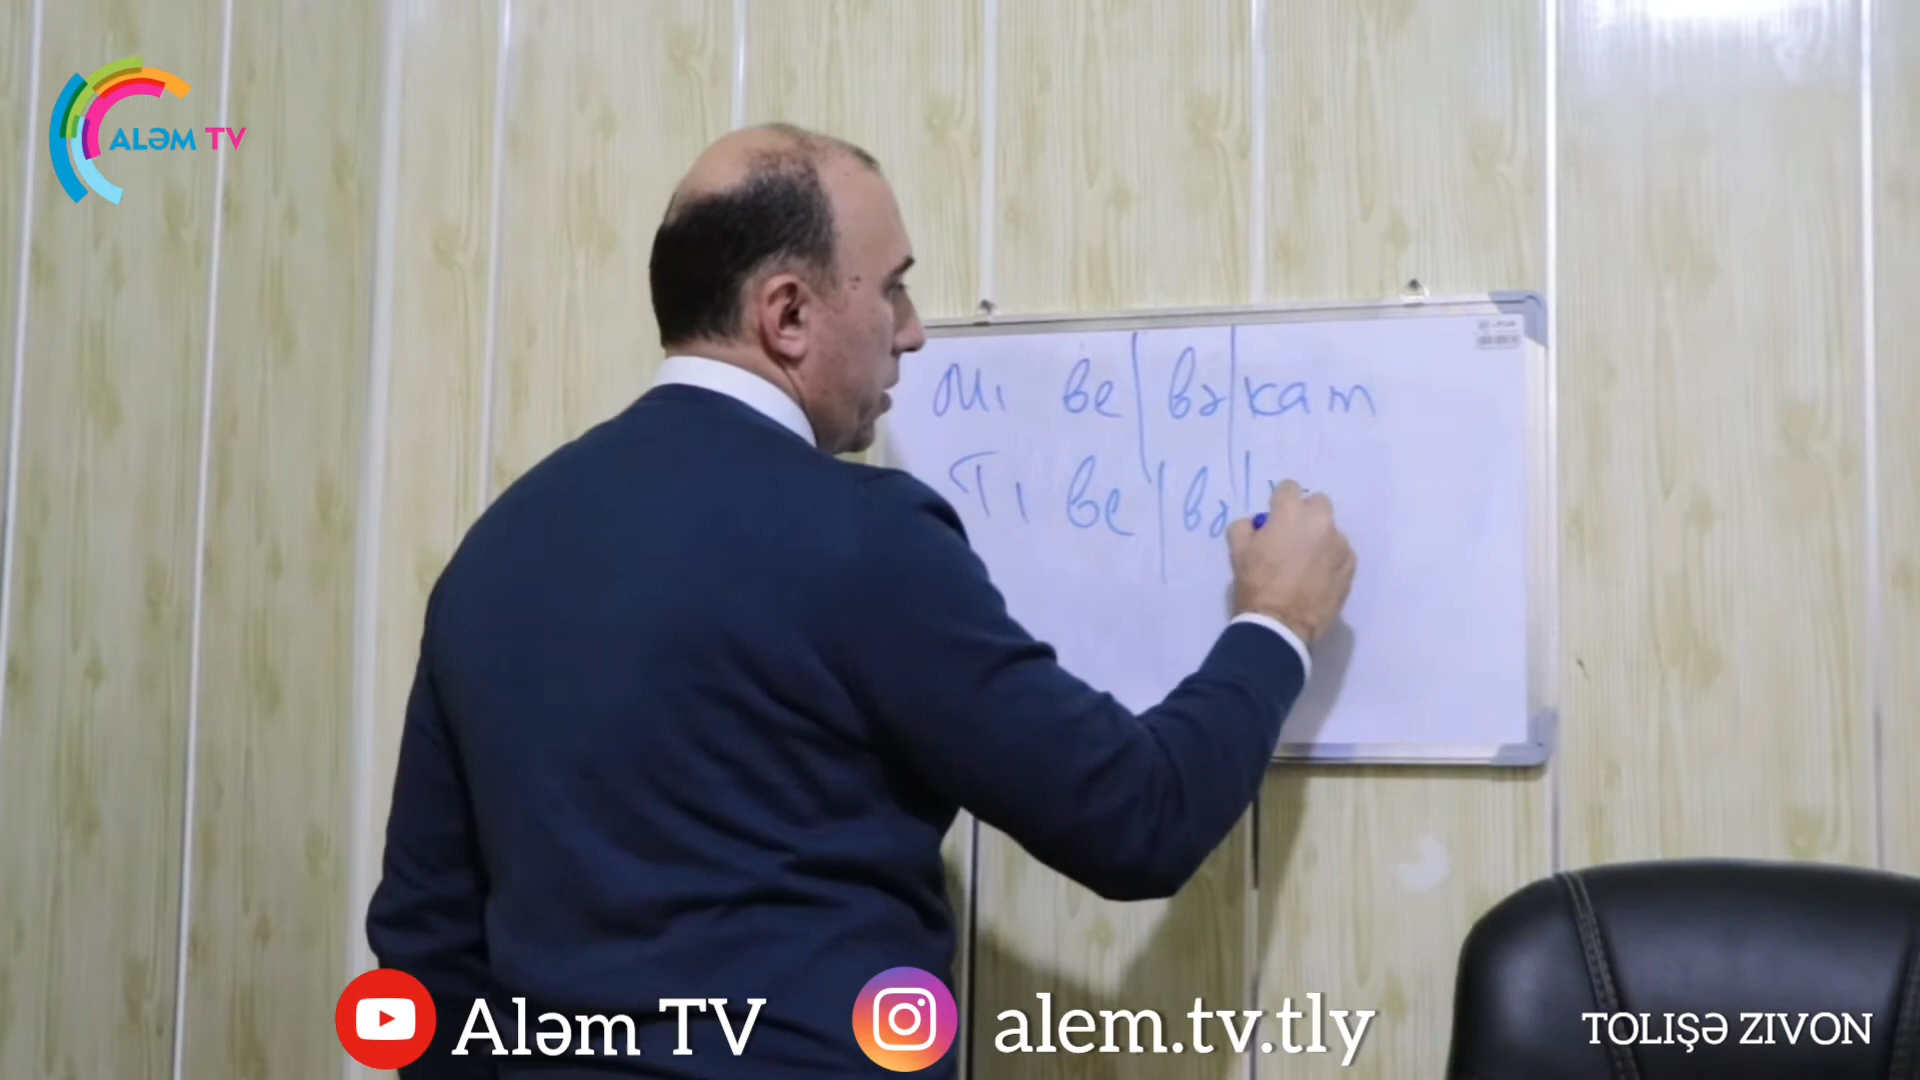 ALƏM TV
Mı be | bə | kam
Tı be | bə |
Aləm TV
alem.tv.tly
TOLIŞƏ ZIVON